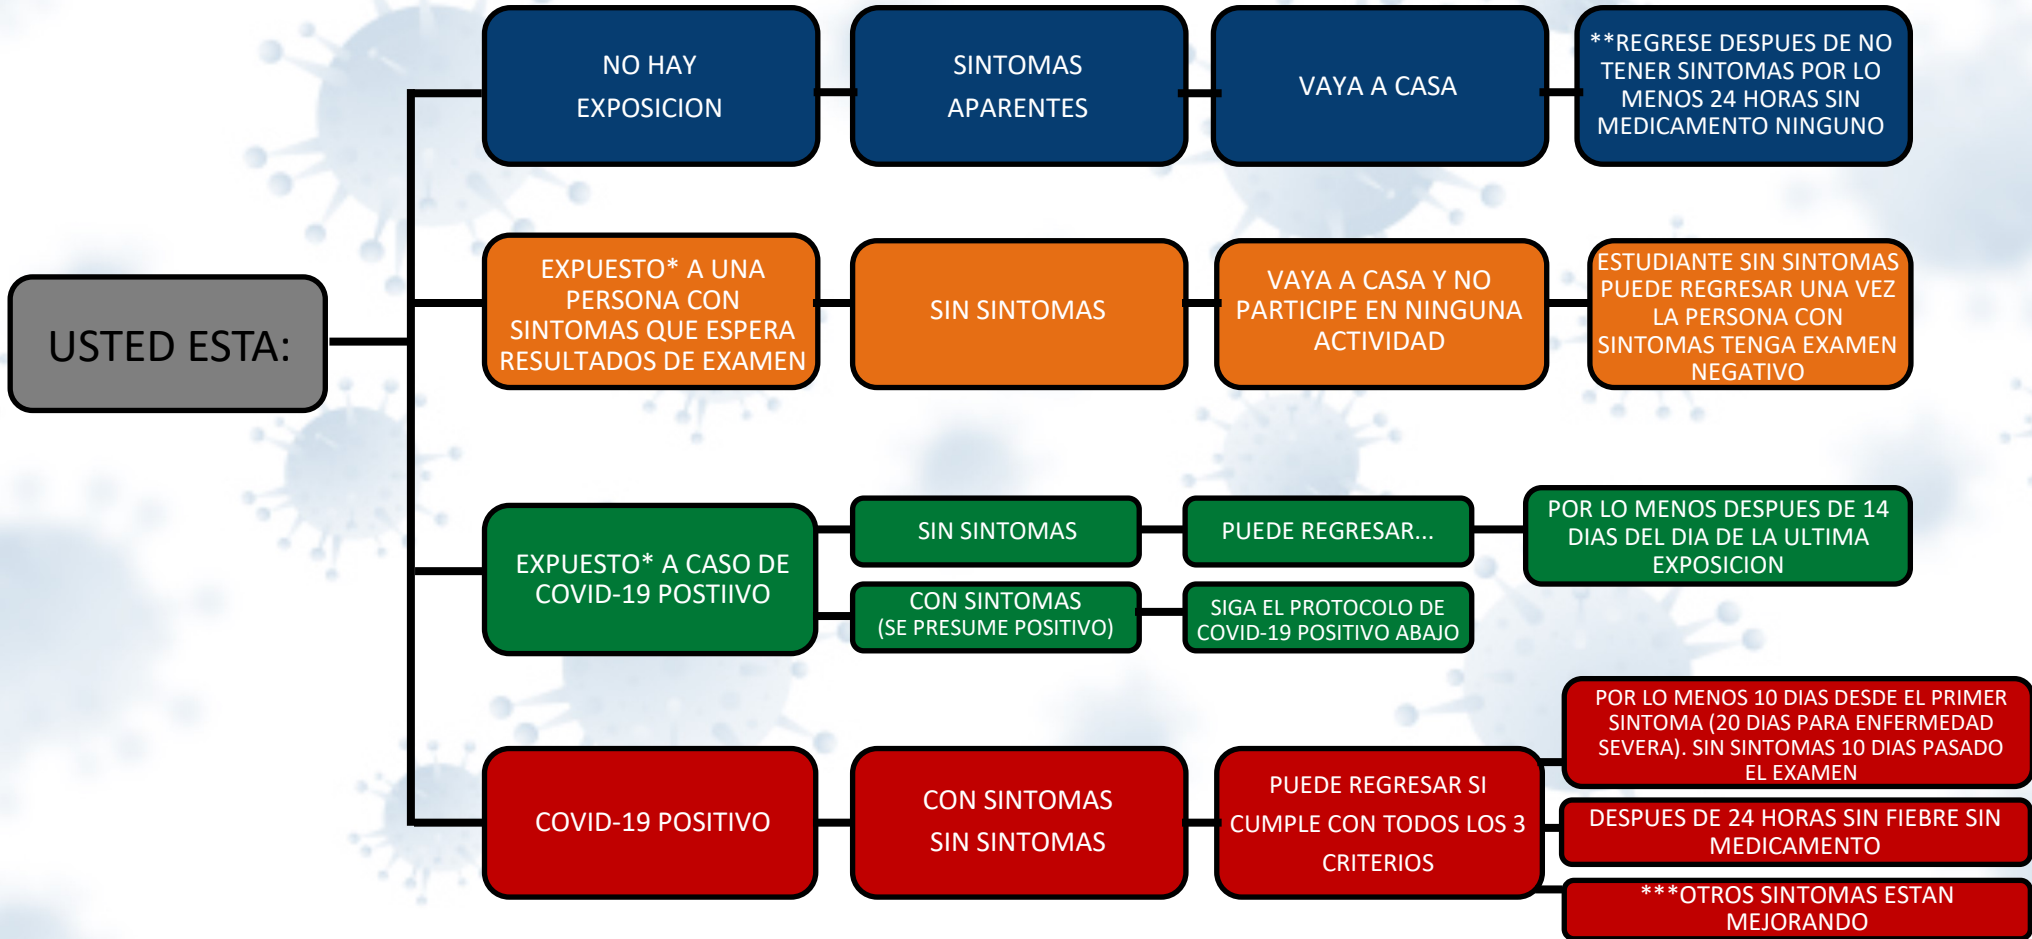 USTED ESTA:
NO HAY
EXPOSICION
SINTOMAS
APARENTES
VAYA A CASA
**REGRESE DESPUES DE NO
TENER SINTOMAS POR LO
MENOS 24 HORAS SIN
MEDICAMENTO NINGUNO
EXPUESTO* A UNA
PERSONA CON
SINTOMAS QUE ESPERA
RESULTADOS DE EXAMEN
SIN SINTOMAS
VAYA A CASA Y NO
PARTICIPE EN NINGUNA
ACTIVIDAD
ESTUDIANTE SIN SINTOMAS
PUEDE REGRESAR UNA VEZ
LA PERSONA CON
SINTOMAS TENGA EXAMEN
NEGATIVO
EXPUESTO* A CASO DE
COVID-19 POSTIIVO
SIN SINTOMAS
PUEDE REGRESAR...
POR LO MENOS DESPUES DE 14
DIAS DEL DIA DE LA ULTIMA
EXPOSICION
CON SINTOMAS
(SE PRESUME POSITIVO)
SIGA EL PROTOCOLO DE
COVID-19 POSITIVO ABAJO
COVID-19 POSITIVO
CON SINTOMAS
SIN SINTOMAS
PUEDE REGRESAR SI
CUMPLE CON TODOS LOS 3
CRITERIOS
POR LO MENOS 10 DIAS DESDE EL PRIMER
SINTOMA (20 DIAS PARA ENFERMEDAD
SEVERA). SIN SINTOMAS 10 DIAS PASADO
EL EXAMEN
DESPUES DE 24 HORAS SIN FIEBRE SIN
MEDICAMENTO
***OTROS SINTOMAS ESTAN
MEJORANDO